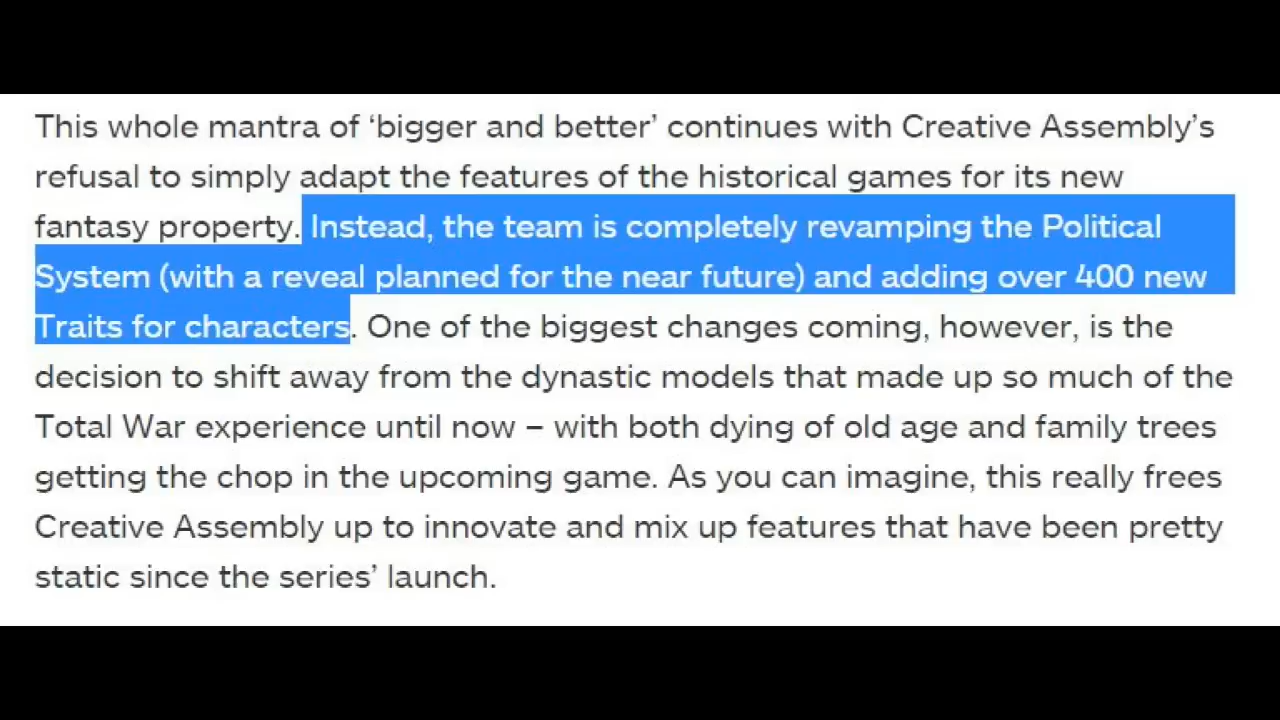 This whole mantra of ‘bigger and better’ continues with Creative Assembly’s
refusal to simply adapt the features of the historical games for its new
fantasy property. Instead, the team is completely revamping the Political
System (with a reveal planned for the near future) and adding over 400 new
Traits for characters. One of the biggest changes coming, however, is the
decision to shift away from the dynastic models that made up so much of the
Total War experience until now – with both dying of old age and family trees
getting the chop in the upcoming game. As you can imagine, this really frees
Creative Assembly up to innovate and mix up features that have been pretty
static since the series’ launch.